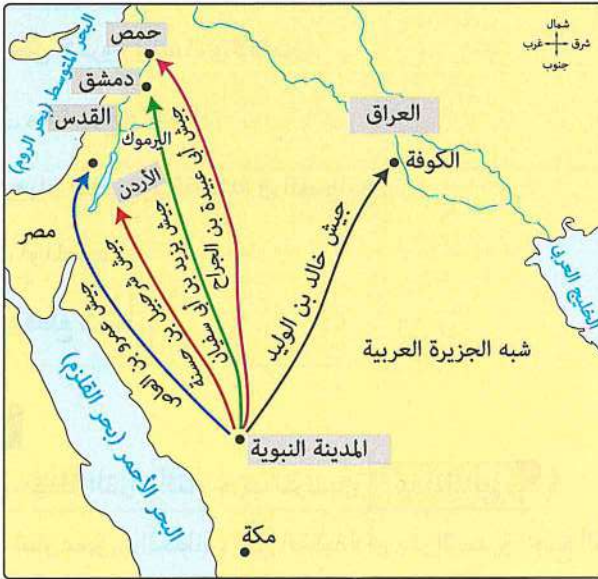 شمال
شرق
غرب
جنوب
حمص
دمشق
القدس
اليرموك
الأردن
العراق
الكوفة
مصر
البحر المتوسط (بحر الروم)
الخليج العربي
جيش أبي عبيدة بن الجراح
جيش يزيد بن أبي سفيان
جيش شرحبيل بن حسنة
جيش عمرو بن العاص
جيش خالد بن الوليد
شبه الجزيرة العربية
المدينة النبوية
البحر الأحمر (بحر القلزم)
مكة